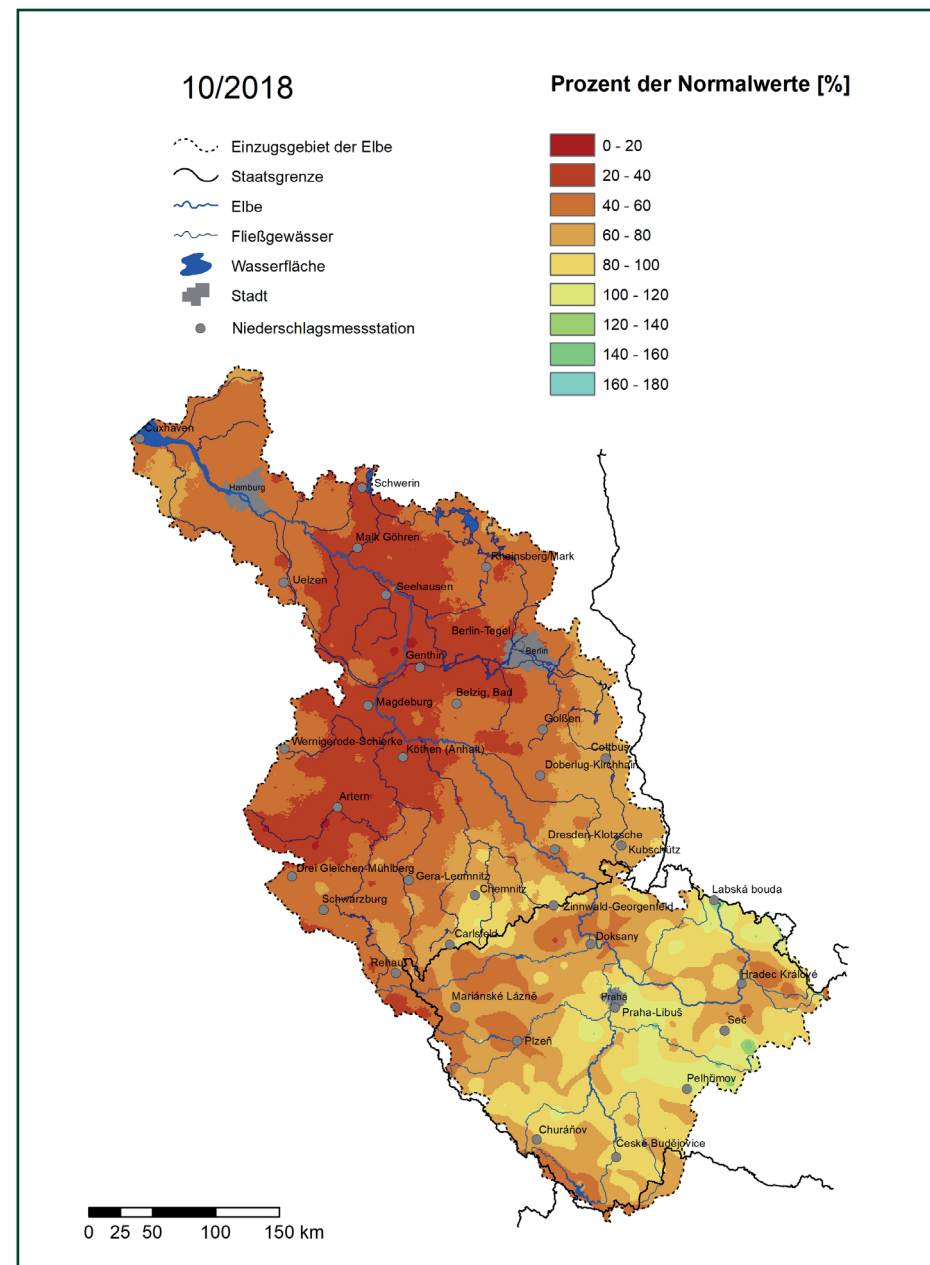 10/2018
Prozent der Normalwerte [%]
Einzugsgebiet der Elbe
Staatsgrenze
Elbe
Fließgewässer
Wasserfläche
Stadt
Niederschlagsmessstation
0 - 20
20 - 40
40 - 60
60 - 80
80 - 100
100 - 120
120 - 140
140 - 160
160 - 180
Cuxhaven
Hamburg
Schwerin
Malk Göhren
Rheinsberg/Mark
Uelzen
Seehausen
Berlin-Tegel
Berlin
Genthin
Belzig, Bad
Magdeburg
Golßen
Wernigerode-Schierke
Köthen (Anhalt)
Cottbus
Doberlug-Kirchhain
Artern
Dresden-Klotzsche
Kubschütz
Drei Gleichen-Mühlberg
Gera-Leumnitz
Chemnitz
Labská bouda
Schwarzburg
Zinnwald-Georgenfeld
Carlsfeld
Doksany
Rehau
Hradec Králové
Mariánské Lázně
Praha
Praha-Libuš
Seč
Plzeň
Pelhřimov
Churáňov
České Budějovice
0 25 50 100 150 km